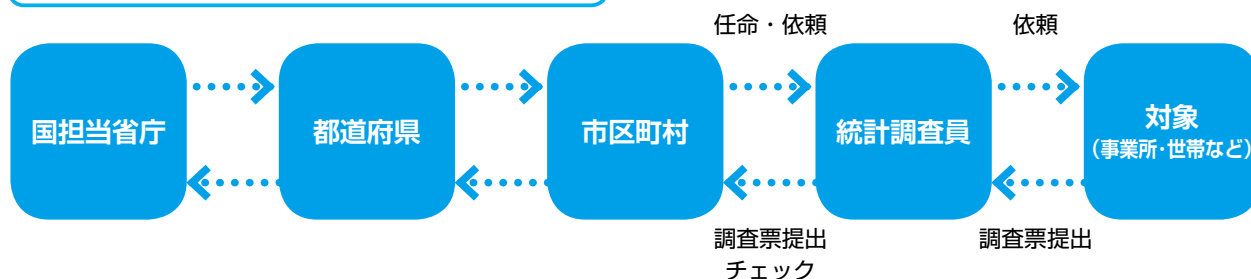 任命・依頼
依頼
国担当省庁
都道府県
市区町村
統計調査員
対象
(事業所・世帯など)
調査票提出
チェック
調査票提出